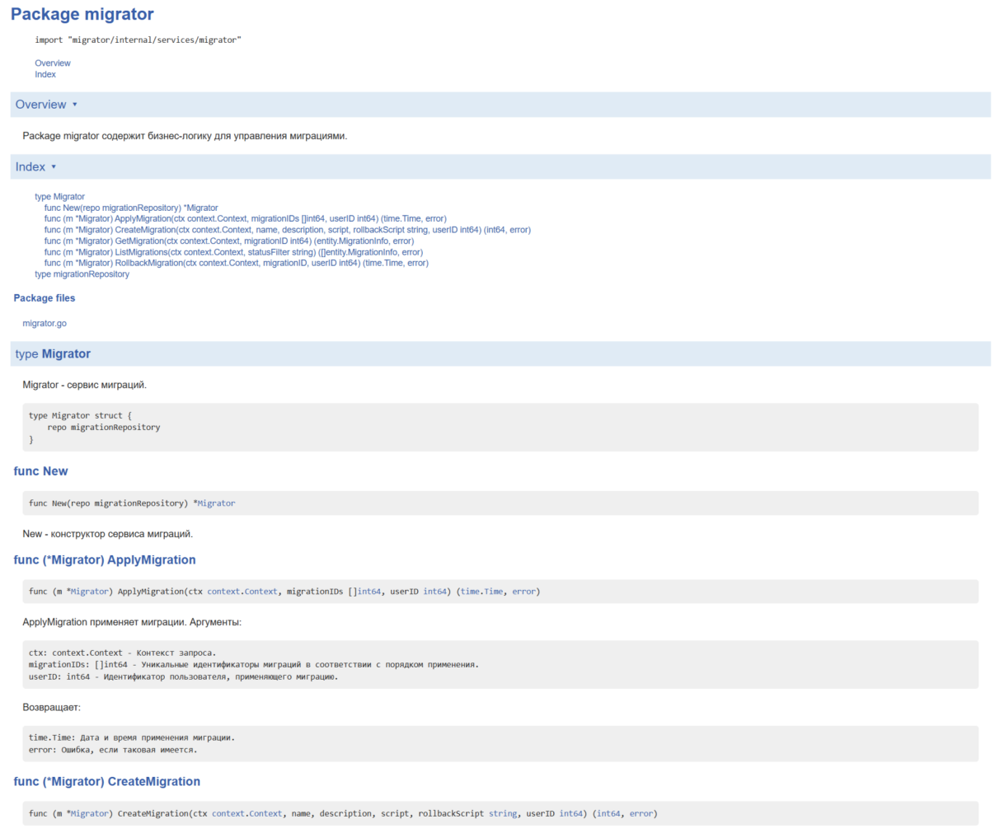 Package migrator
import "migrator/internal/services/migrator"
Overview
Index
Overview ▾
Package migrator содержит бизнес-логику для управления миграциями.
Index ▾
type Migrator
func New(repo migrationRepository) *Migrator
func (m *Migrator) ApplyMigration(ctx context.Context, migrationIDs []int64, userID int64) (time.Time, error)
func (m *Migrator) CreateMigration(ctx context.Context, name, description, script, rollbackScript string, userID int64) (int64, error)
func (m *Migrator) GetMigration(ctx context.Context, migrationID int64) (entity.MigrationInfo, error)
func (m *Migrator) ListMigrations(ctx context.Context, statusFilter string) ([]entity.MigrationInfo, error)
func (m *Migrator) RollbackMigration(ctx context.Context, migrationID, userID int64) (time.Time, error)
type migrationRepository
Package files
migrator.go
type Migrator
Migrator - сервис миграций.
type Migrator struct {
repo migrationRepository
}
func New
func New(repo migrationRepository) *Migrator
New - конструктор сервиса миграций.
func (*Migrator) ApplyMigration
func (m *Migrator) ApplyMigration(ctx context.Context, migrationIDs []int64, userID int64) (time.Time, error)
ApplyMigration применяет миграции. Аргументы:
ctx: context.Context - Контекст запроса.
migrationIDs: []int64 - Уникальные идентификаторы миграций в соответствии с порядком применения.
userID: int64 - Идентификатор пользователя, применяющего миграцию.
Возвращает:
time.Time: Дата и время применения миграции.
error: Ошибка, если таковая имеется.
func (*Migrator) CreateMigration
func (m *Migrator) CreateMigration(ctx context.Context, name, description, script, rollbackScript string, userID int64) (int64, error)